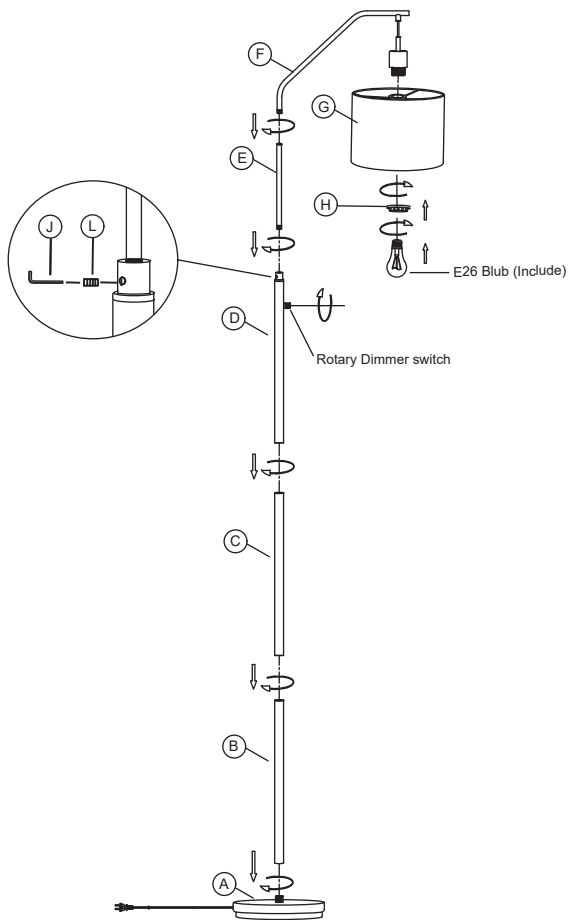 F
G
E
H
J
L
E26 Blub (Include)
D
Rotary Dimmer switch
C
B
A